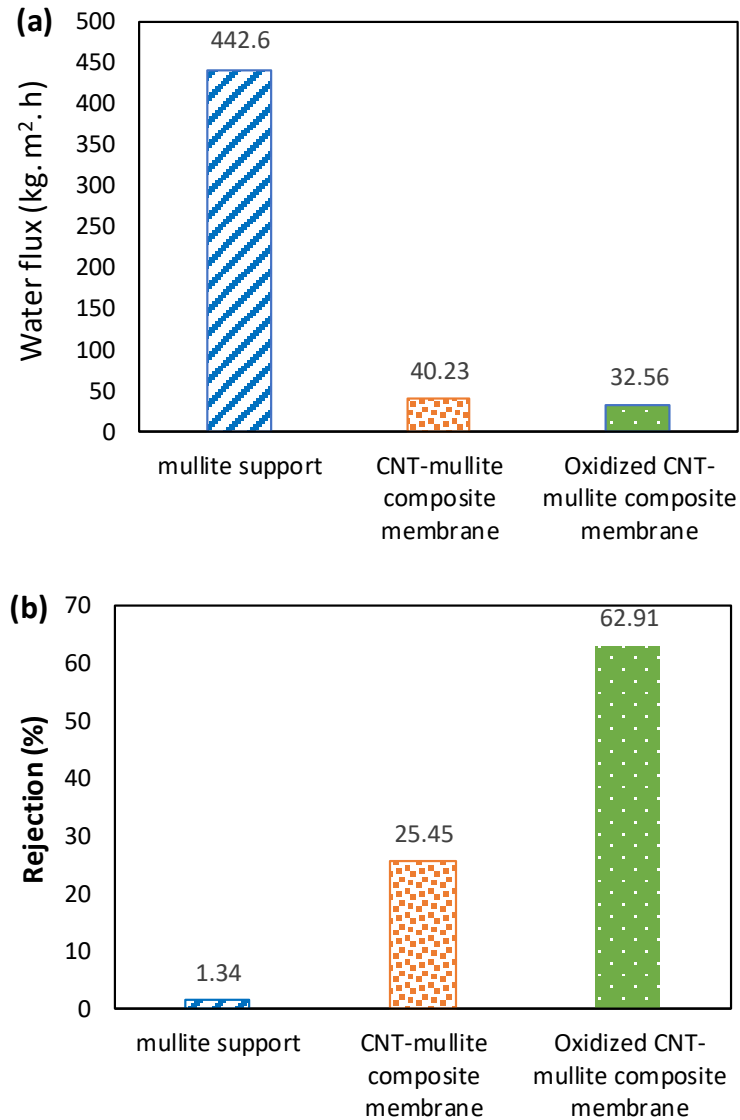 (a)
Water flux (kg. m². h)
500
450
400
350
300
250
200
150
100
50
0
442.6
40.23
32.56
mullite support
CNT-mullite
composite
membrane
Oxidized CNT-
mullite composite
membrane
(b)
Rejection (%)
70
60
50
40
30
20
10
0
1.34
25.45
62.91
mullite support
CNT-mullite
composite
membrane
Oxidized CNT-
mullite composite
membrane